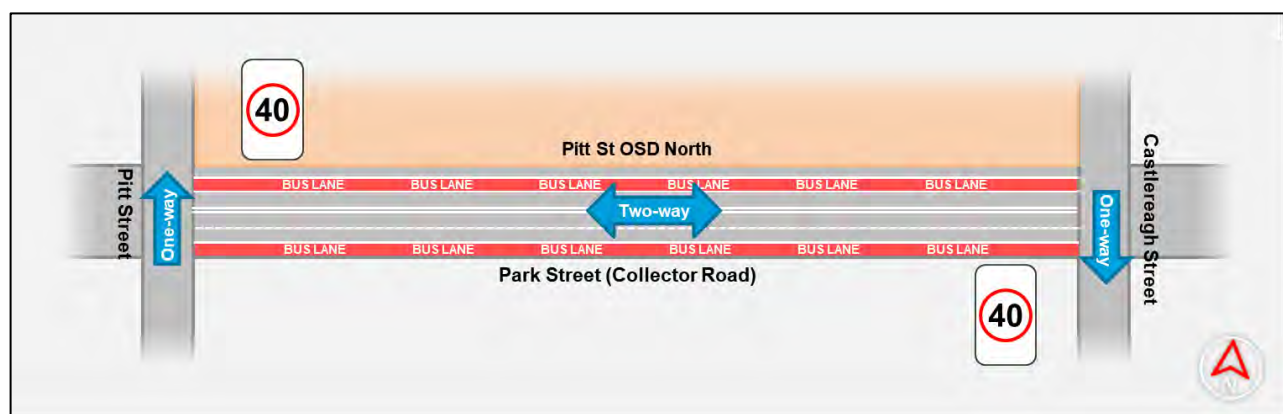 40
Pitt St OSD North
Pitt Street
One-way
BUS LANE BUS LANE BUS LANE BUS LANE BUS LANE BUS LANE
Two-way
BUS LANE BUS LANE BUS LANE BUS LANE BUS LANE BUS LANE
One-way
Castlereagh Street
Park Street (Collector Road)
40
N